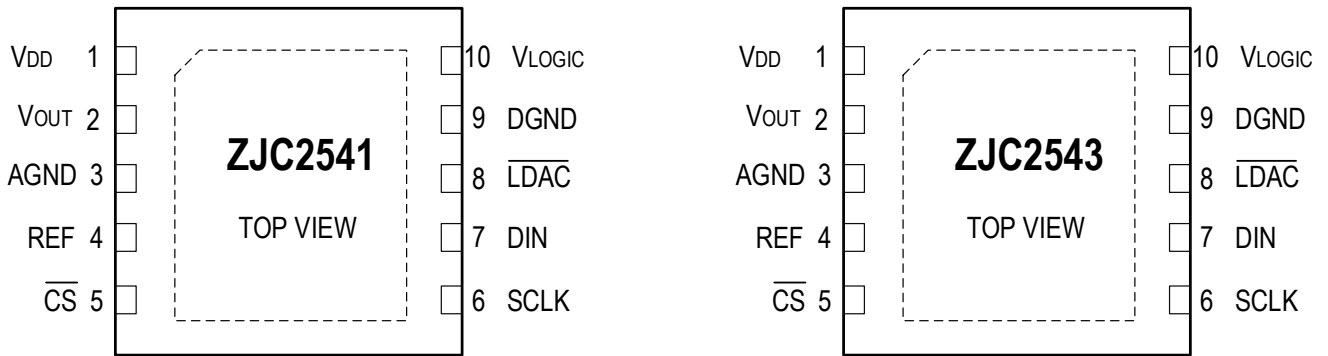 VDD 1
VOUT 2
AGND 3
REF 4
CS 5
ZJC2541
TOP VIEW
10 VLOGIC
9 DGND
8 LDAC
7 DIN
6 SCLK
VDD 1
VOUT 2
AGND 3
REF 4
CS 5
ZJC2543
TOP VIEW
10 VLOGIC
9 DGND
8 LDAC
7 DIN
6 SCLK